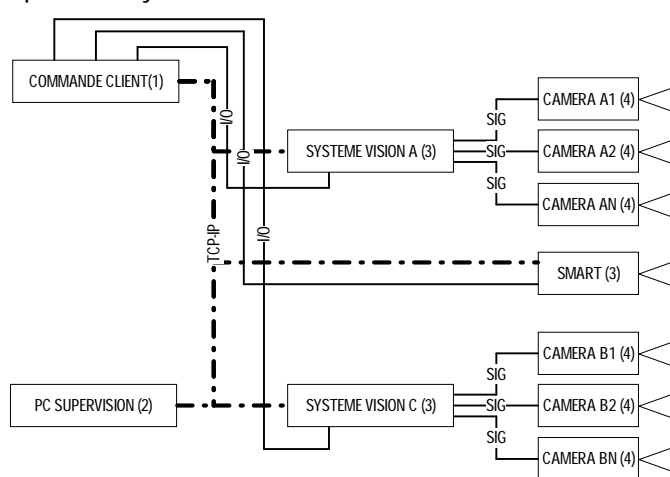 COMMANDE CLIENT(1)
I/O
I/O
I/O
TCP-IP
SYSTEME VISION A (3)
SIG
SIG
SIG
CAMERA A1 (4)
CAMERA A2 (4)
CAMERA AN (4)
SMART (3)
PC SUPERVISION (2)
SYSTEME VISION C (3)
SIG
SIG
SIG
CAMERA B1 (4)
CAMERA B2 (4)
CAMERA BN (4)